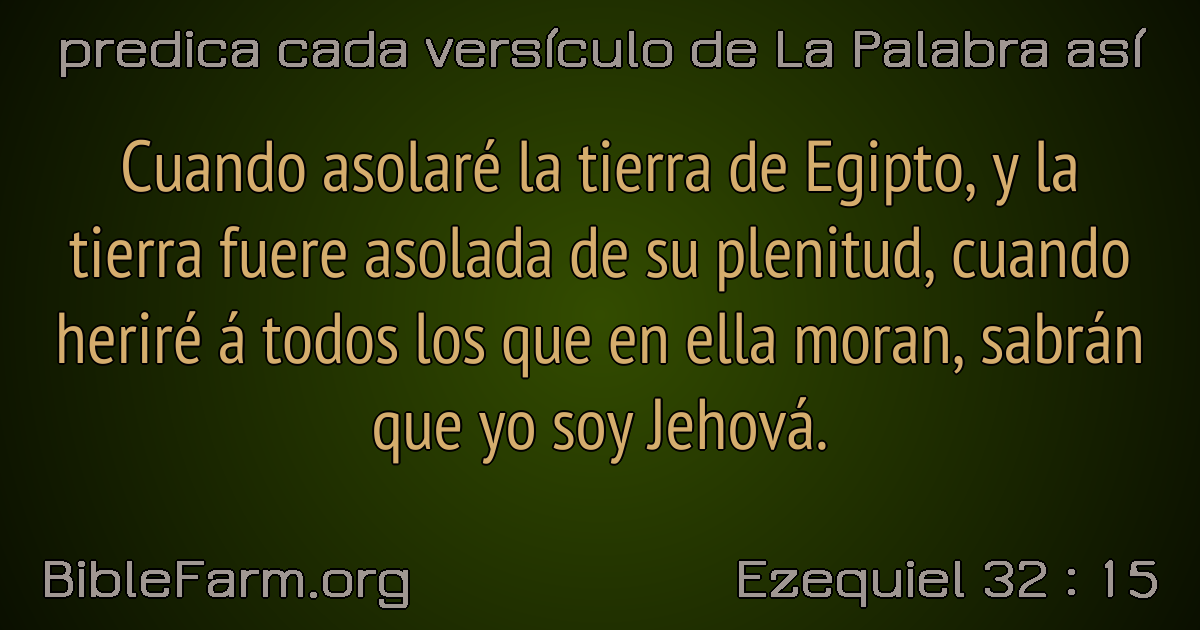 predica cada versículo de La Palabra así
Cuando asolaré la tierra de Egipto, y la
tierra fuere asolada de su plenitud, cuando
heriré á todos los que en ella moran, sabrán
que yo soy Jehová.
BibleFarm.org
Ezequiel 32 : 15